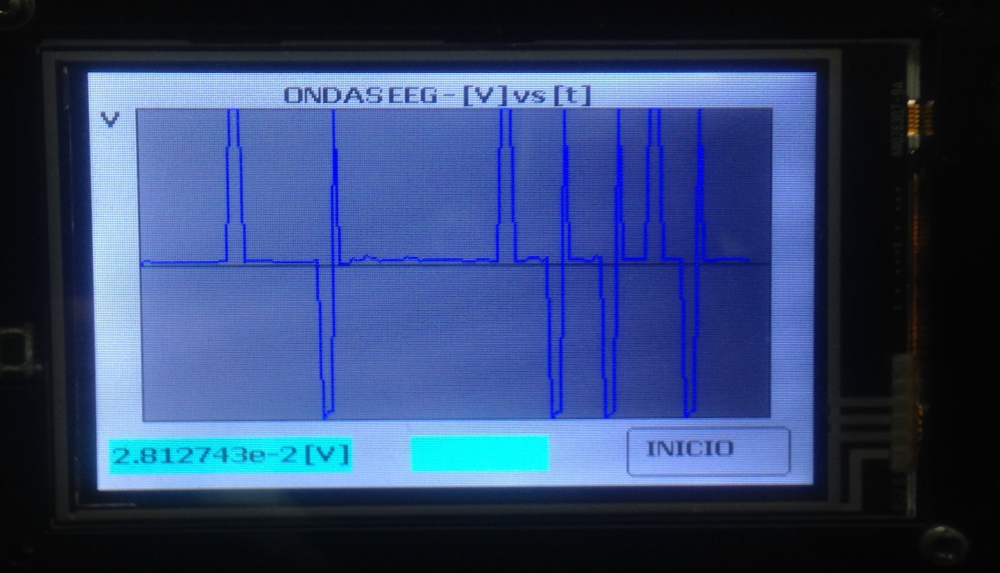 ONDAS EEG - [V] vs [t]
V
2.812743e-2 [V]
INICIO